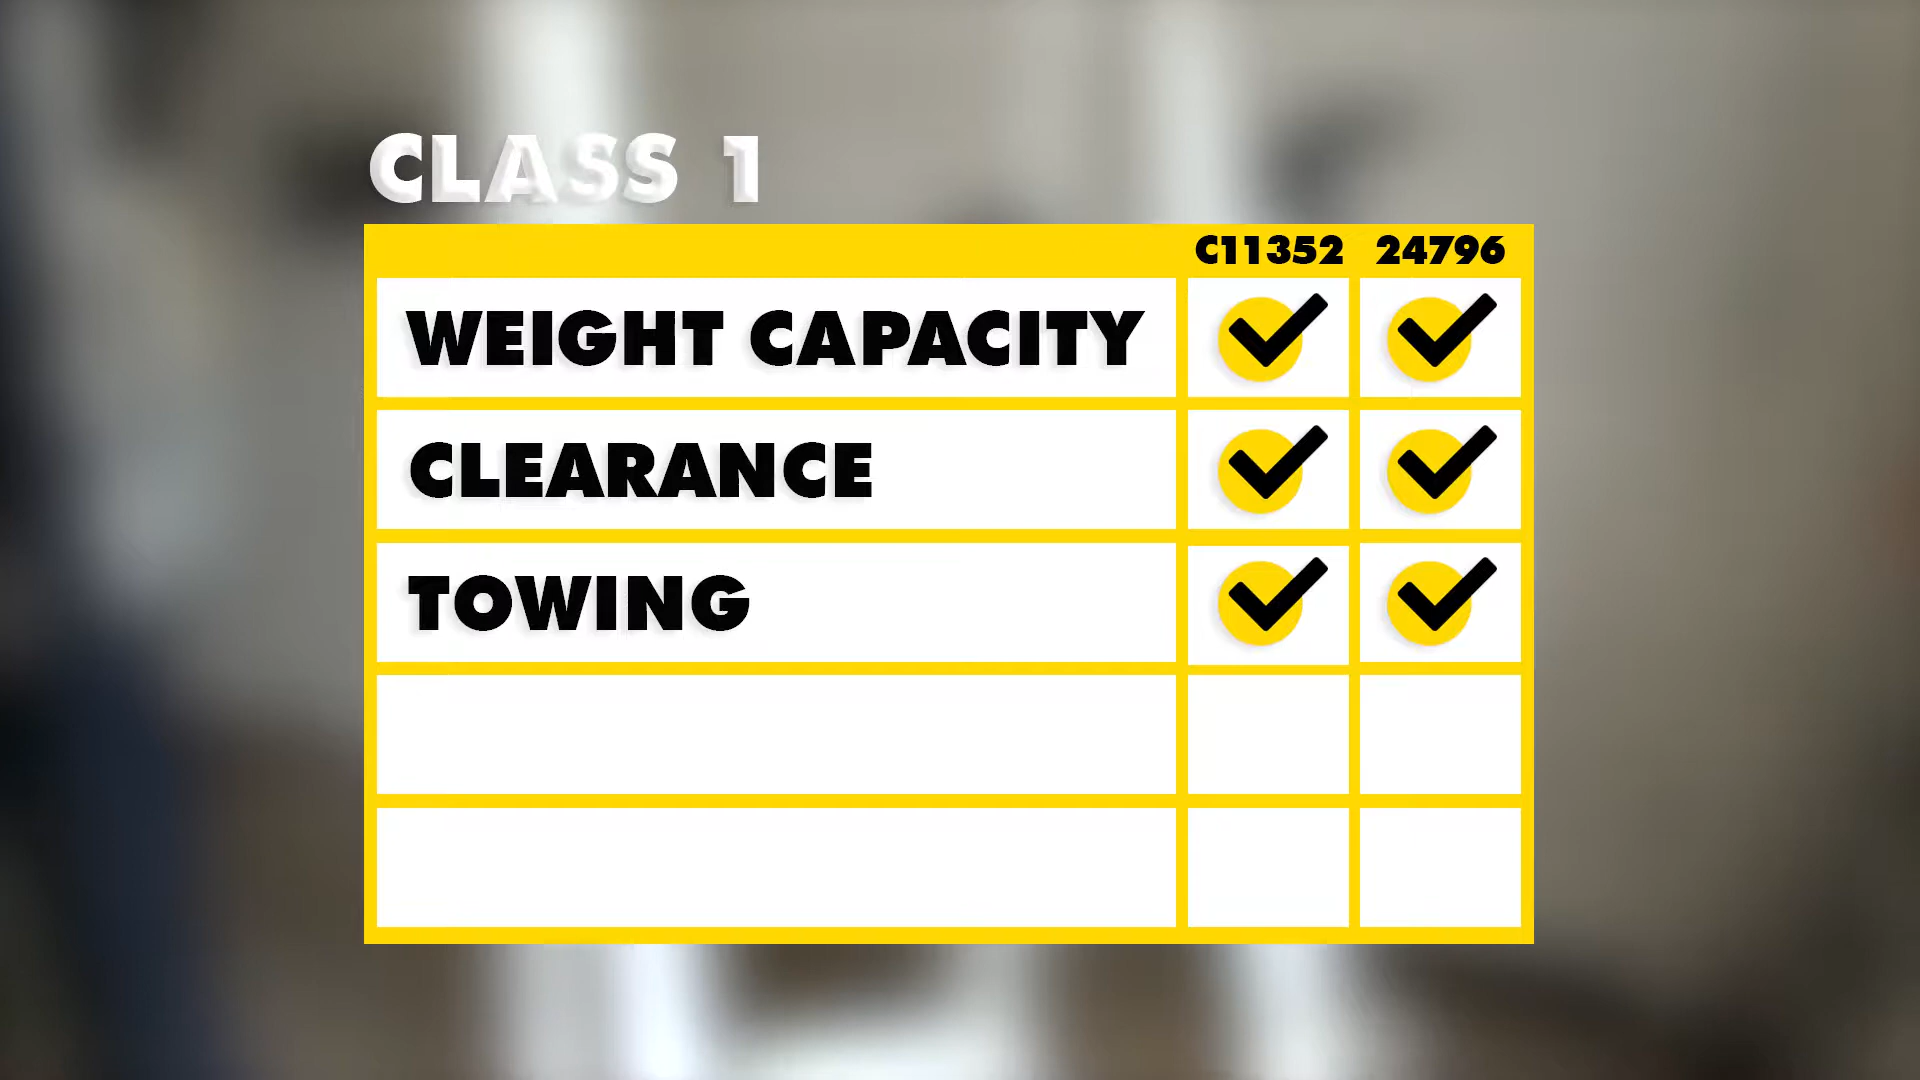 CLASS 1
C11352 24796
WEIGHT CAPACITY
CLEARANCE
TOWING